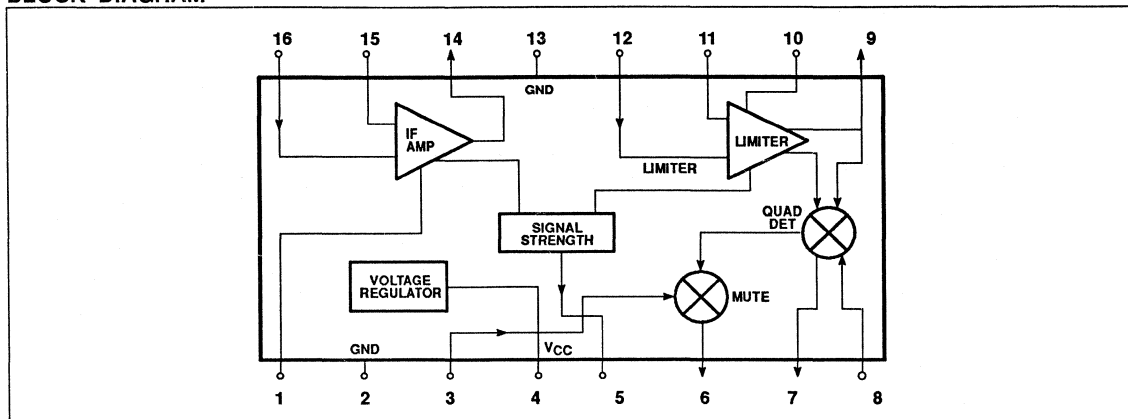 BLOCK DIAGRAM
16 15 14 13 12 11 10 9
GND
IF
AMP
LIMITER
LIMITER
QUAD
DET
SIGNAL
STRENGTH
VOLTAGE
REGULATOR
MUTE
GND
VCC
1 2 3 4 5 6 7 8